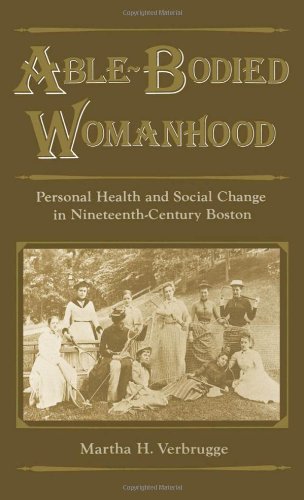 ABLE-BODIED
WOMANHOOD
Personal Health and Social Change
in Nineteenth-Century Boston
Martha H. Verbrugge